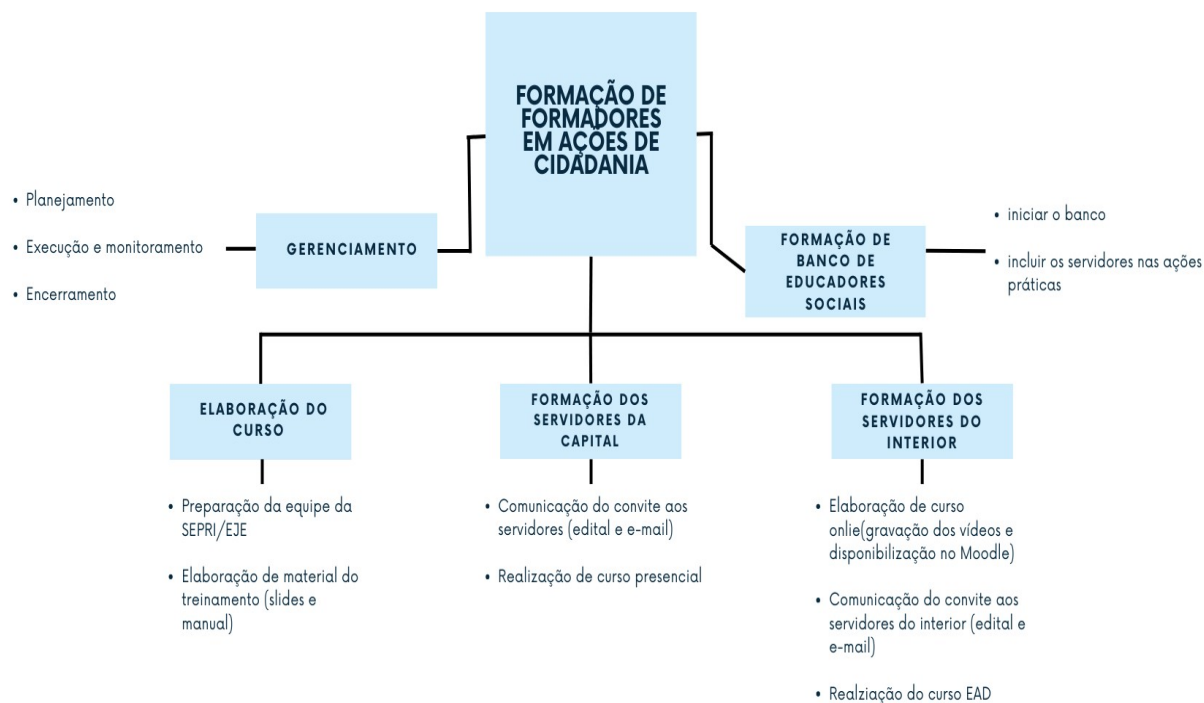 FORMAÇÃO DE
FORMADORES
EM AÇÕES DE
CIDADANIA
• Planejamento
• Execução e monitoramento
• Encerramento
GERENCIAMENTO
FORMAÇÃO DE
BANCO DE
EDUCADORES
SOCIAIS
• iniciar o banco
• incluir os servidores nas ações
práticas
ELABORAÇÃO DO
CURSO
• Preparação da equipe da
SEPRI/EJE
• Elaboração de material do
treinamento (slides e
manual)
FORMAÇÃO DOS
SERVIDORES DA
CAPITAL
• Comunicação do convite aos
servidores (edital e e-mail)
• Realização de curso presencial
FORMAÇÃO DOS
SERVIDORES DO
INTERIOR
• Elaboração de curso
onlie(gravação dos vídeos e
disponibilização no Moodle)
• Comunicação do convite aos
servidores do interior (edital e
e-mail)
• Realziação do curso EAD